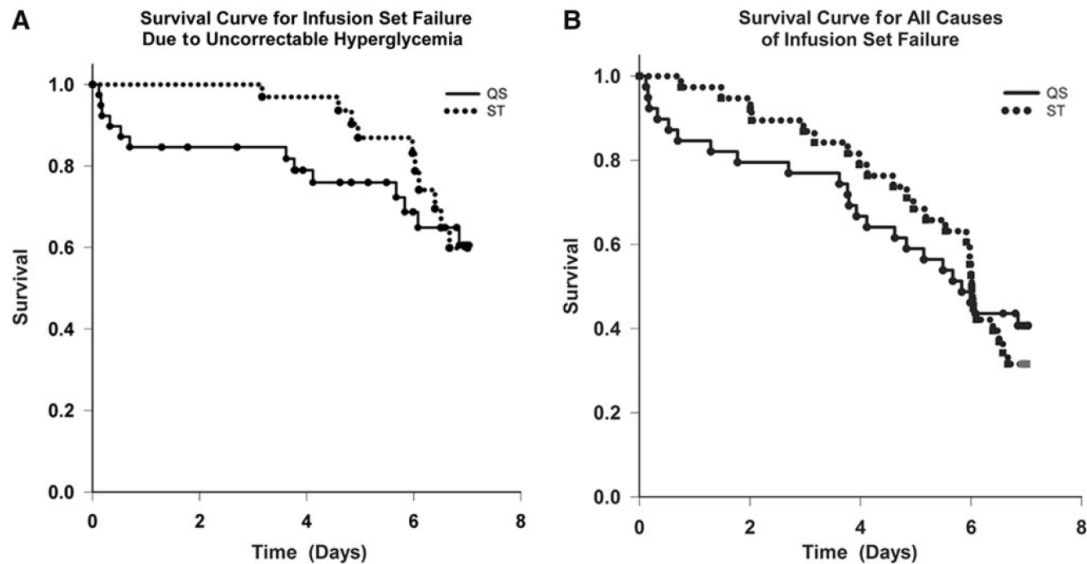 A
Survival Curve for Infusion Set Failure
Due to Uncorrectable Hyperglycemia
QS
ST
1.0
0.8
0.6
0.4
0.2
0.0
Survival
0 2 4 6 8
Time (Days)
B
Survival Curve for All Causes
of Infusion Set Failure
QS
ST
1.0
0.8
0.6
0.4
0.2
0.0
Survival
0 2 4 6 8
Time (Days)